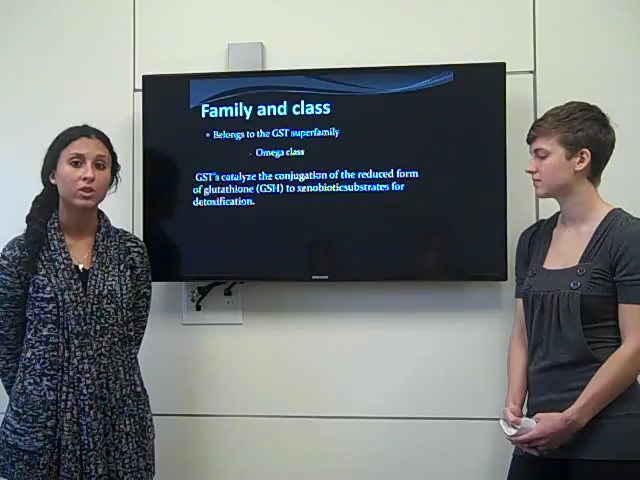 Family and class
Belongs to the GST superfamily
Omega class
GST's catalyze the conjugation of the reduced form
of glutathione (GSH) to xenobioticsubstrates for
detoxification.
SAMSUNG